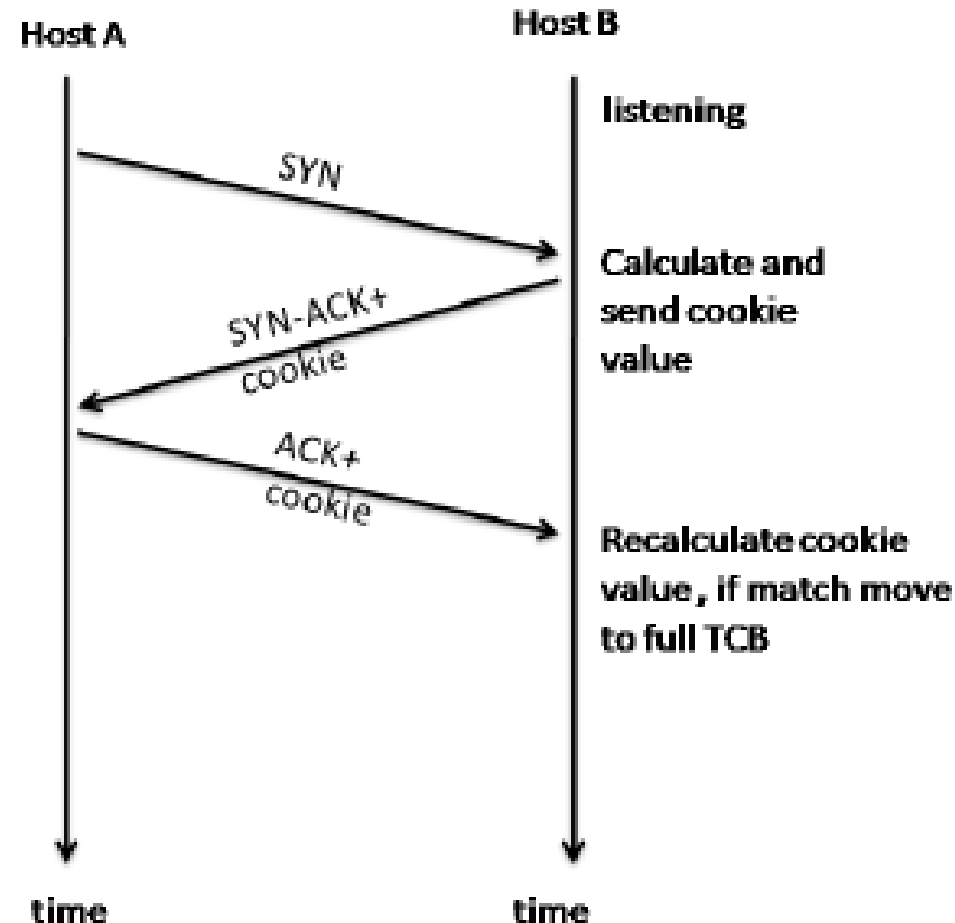 Host A
Host B
listening
SYN
Calculate and
send cookie
value
SYN-ACK+
cookie
ACK+
cookie
Recalculate cookie
value, if match move
to full TCB
time
time